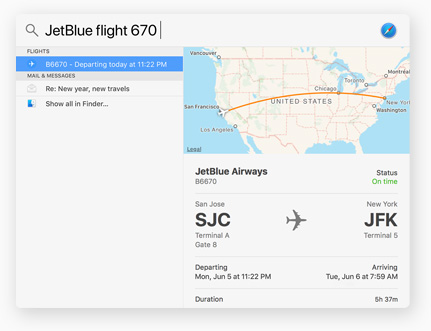 JetBlue flight 670
FLIGHTS
B6670 - Departing today at 11:22 PM
MAIL & MESSAGES
Re: New year, new travels
Show all in Finder...
Vancouver
Montréal
Toronto
Chicago
New York
UNITED STATES
Washington
San Francisco
Los Angeles
Legal
JetBlue Airways
B6670
Status
On time
San Jose
SJC
Terminal A
Gate 8
New York
JFK
Terminal 5
Departing
Mon, Jun 5 at 11:22 PM
Arriving
Tue, Jun 6 at 7:59 AM
Duration
5h 37m